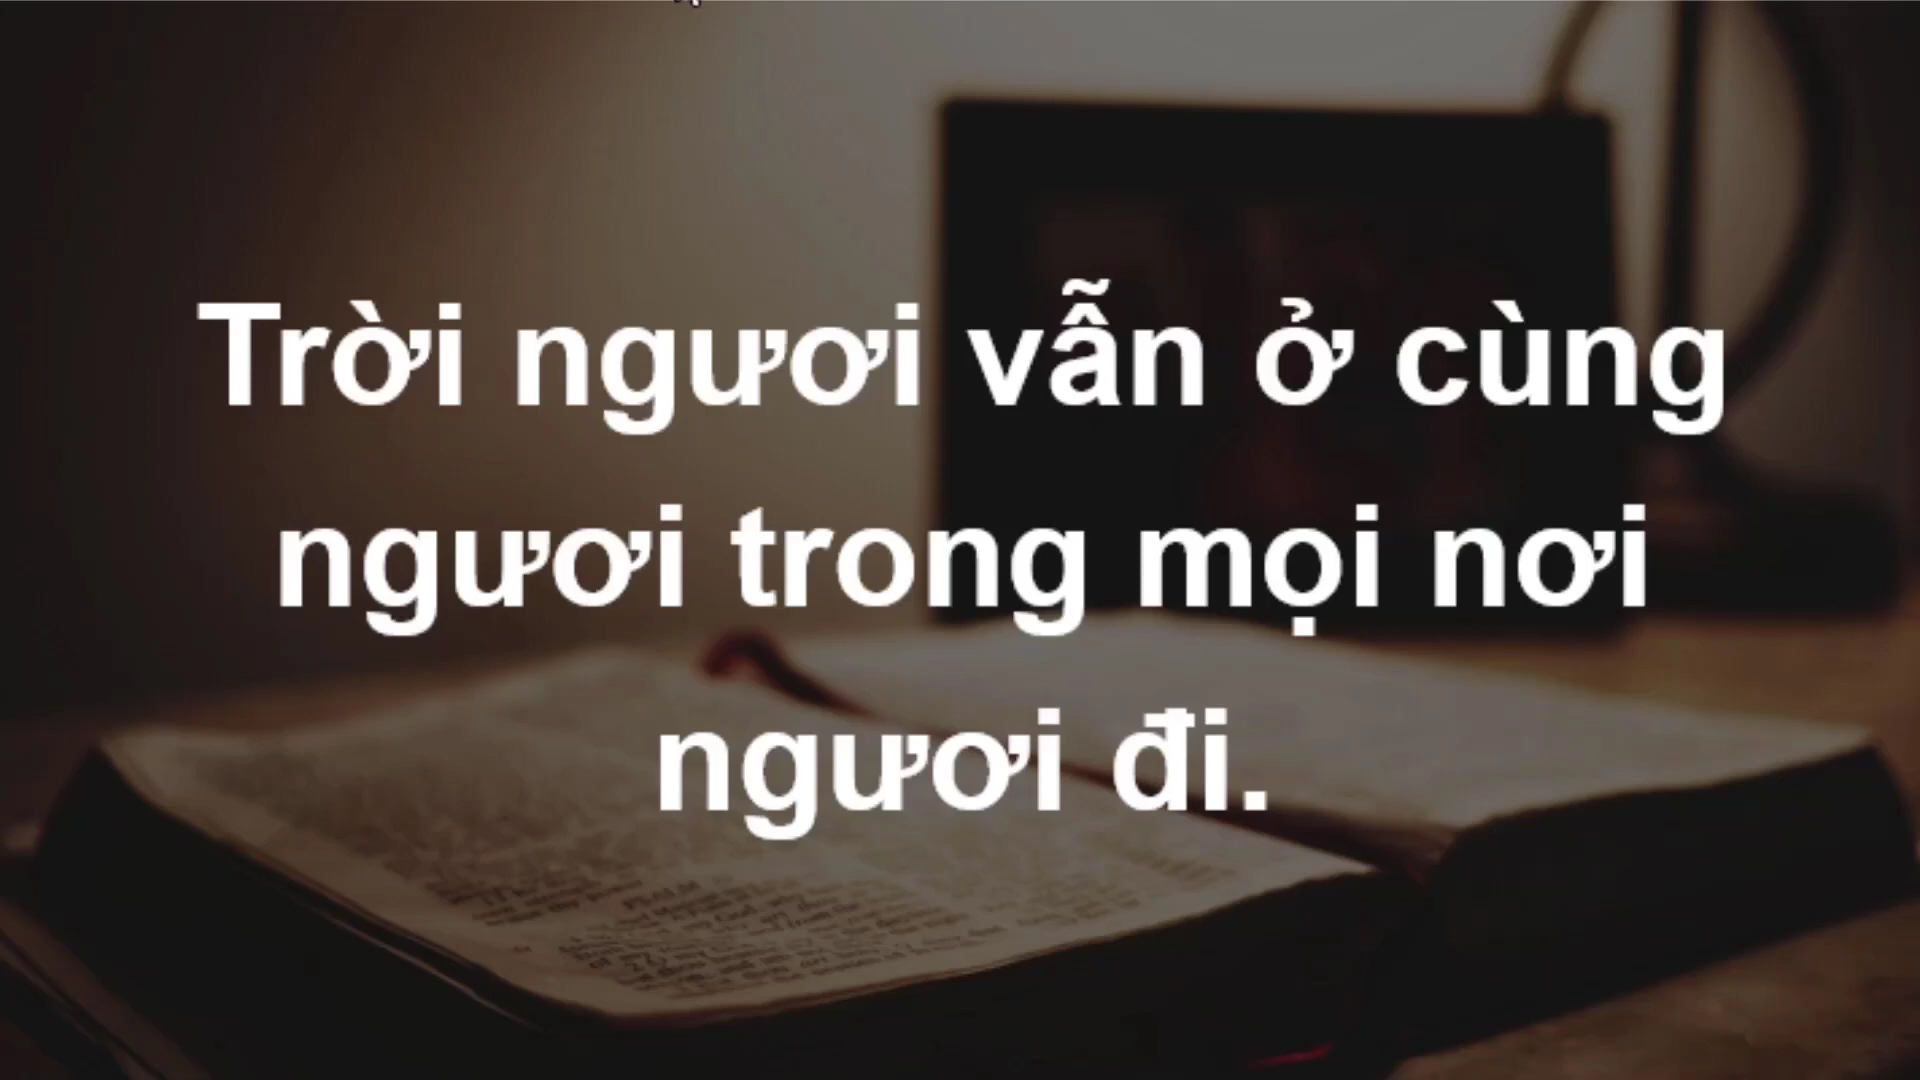 Trời ngươi vẫn ở cùng
ngươi trong mọi nơi
ngươi đi.